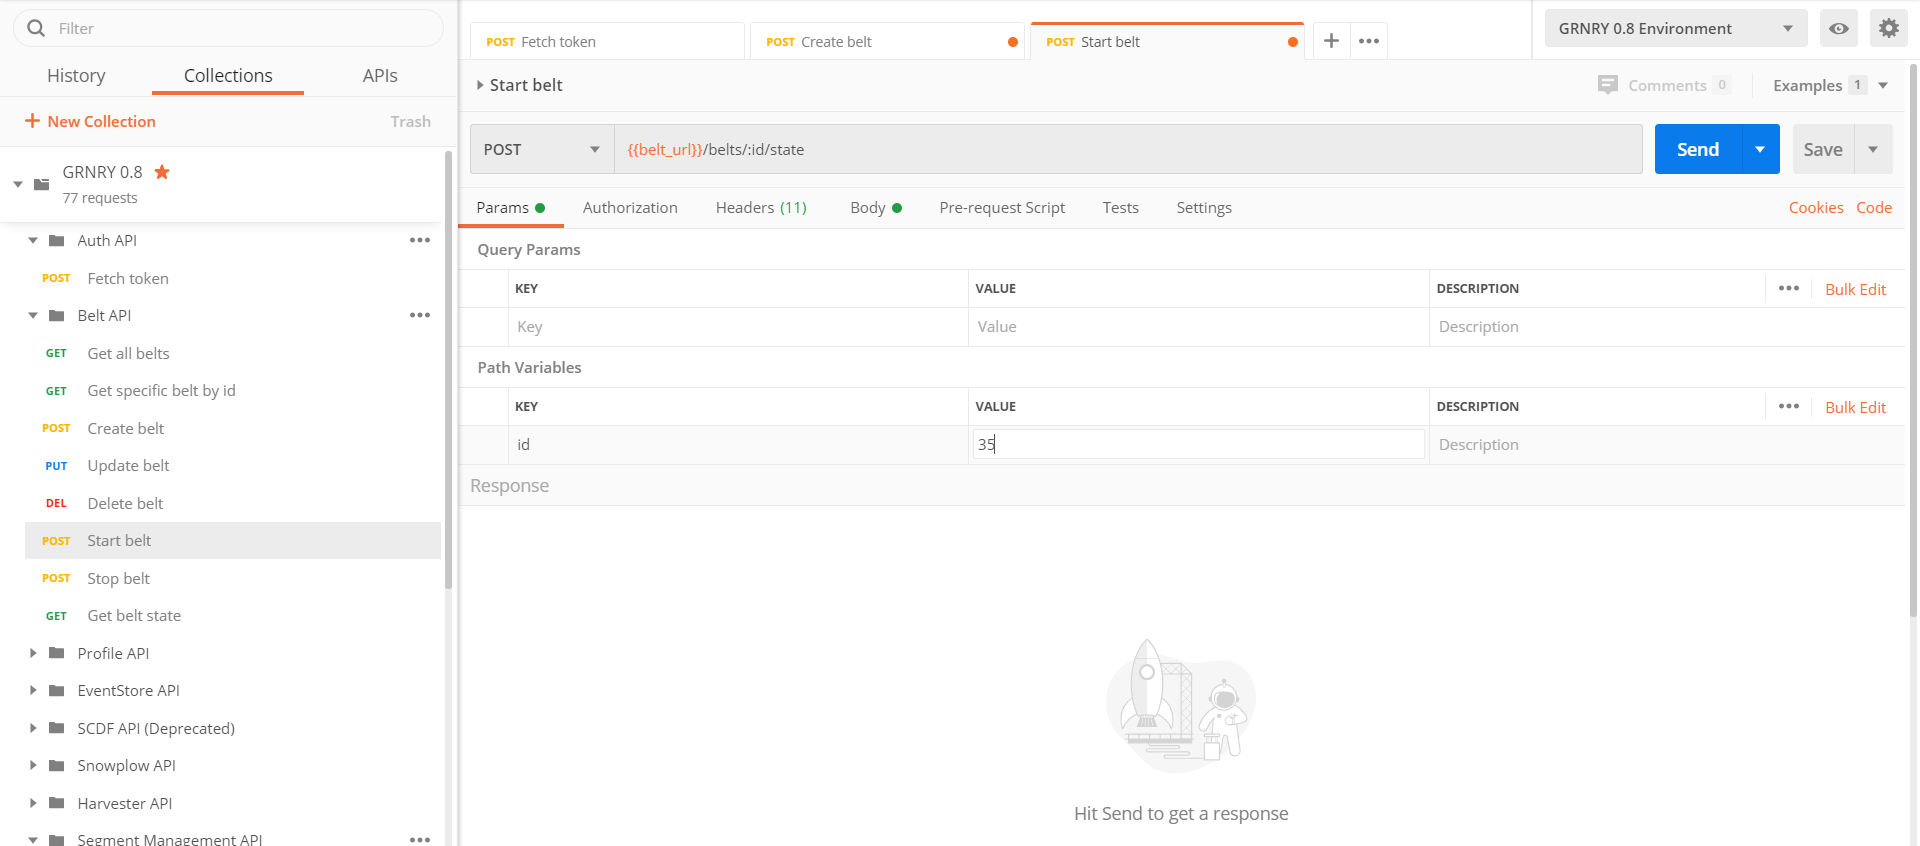 Filter
History
Collections
APIs
New Collection
Trash
GRNRY 0.8
77 requests
Auth API
POST Fetch token
Belt API
GET Get all belts
GET Get specific belt by id
POST Create belt
PUT Update belt
DEL Delete belt
POST Start belt
POST Stop belt
GET Get belt state
Profile API
EventStore API
SCDF API (Deprecated)
Snowplow API
Harvester API
Segment Management API
POST Fetch token
POST Create belt
POST Start belt
GRNRY 0.8 Environment
Start belt
Comments 0
Examples 1
POST
{{belt_url}}/belts/:id/state
Send
Save
Params
Authorization
Headers (11)
Body
Pre-request Script
Tests
Settings
Cookies
Code
Query Params
KEY
VALUE
DESCRIPTION
Bulk Edit
Key
Value
Description
Path Variables
KEY
VALUE
DESCRIPTION
Bulk Edit
id
35
Description
Response
Hit Send to get a response